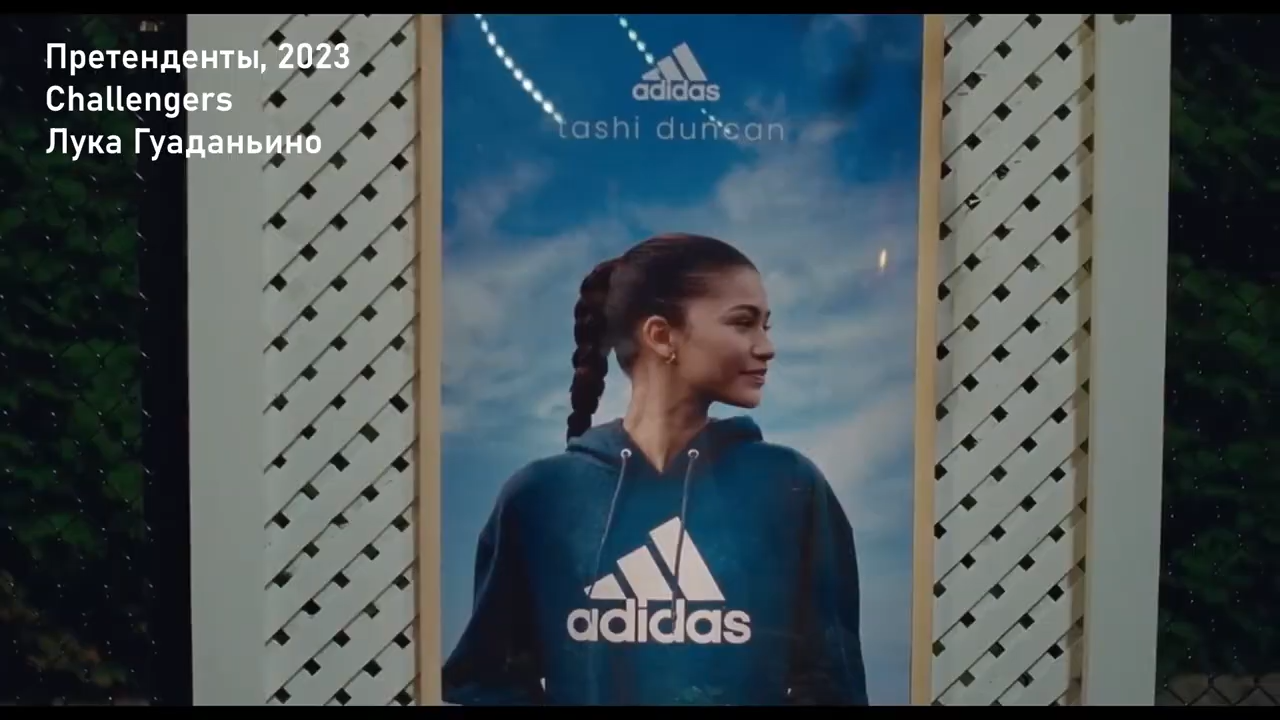 Претенденты, 2023
Challengers
Лука Гуаданьино
adidas
tashi duncan
adidas